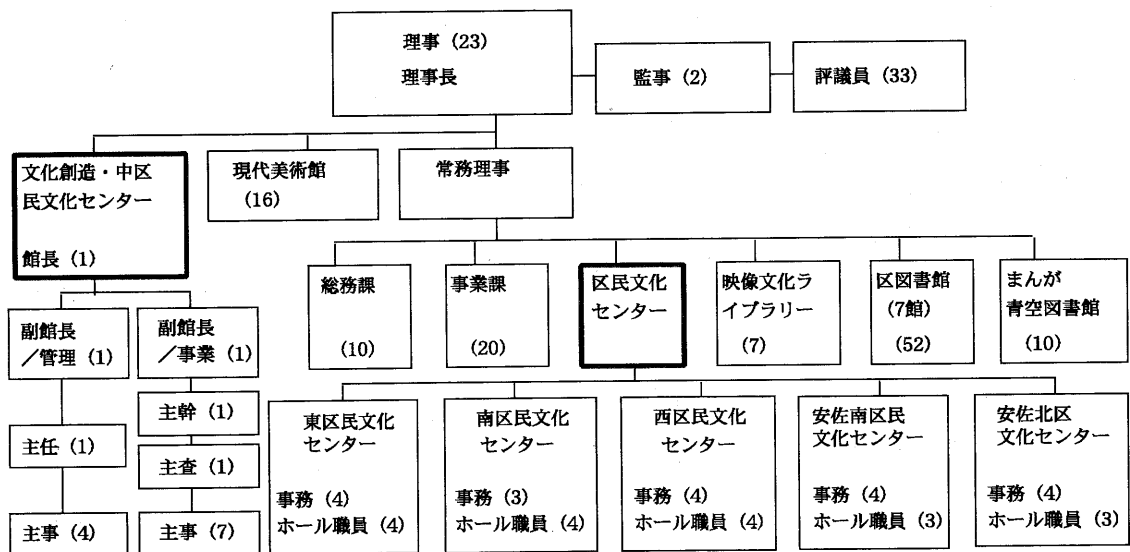 理事 (23)
理事長
監事 (2)
評議員 (33)
文化創造・中区
民文化センター
館長 (1)
現代美術館
(16)
常務理事
総務課
(10)
事業課
(20)
区民文化
センター
映像文化ラ
イブラリー
(7)
区図書館
(7館)
(52)
まんが
青空図書館
(10)
副館長
／管理 (1)
主任 (1)
主事 (4)
副館長
／事業 (1)
主幹 (1)
主査 (1)
主事 (7)
東区民文化
センター
事務 (4)
ホール職員 (4)
南区民文化
センター
事務 (3)
ホール職員 (4)
西区民文化
センター
事務 (4)
ホール職員 (4)
安佐南区民
文化センター
事務 (4)
ホール職員 (3)
安佐北区
文化センター
事務 (4)
ホール職員 (3)